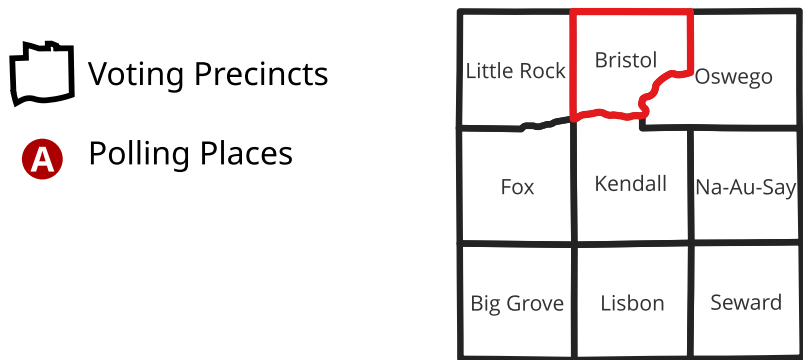 Voting Precincts
A
Polling Places
Little Rock
Bristol
Oswego
Fox
Kendall
Na-Au-Say
Big Grove
Lisbon
Seward